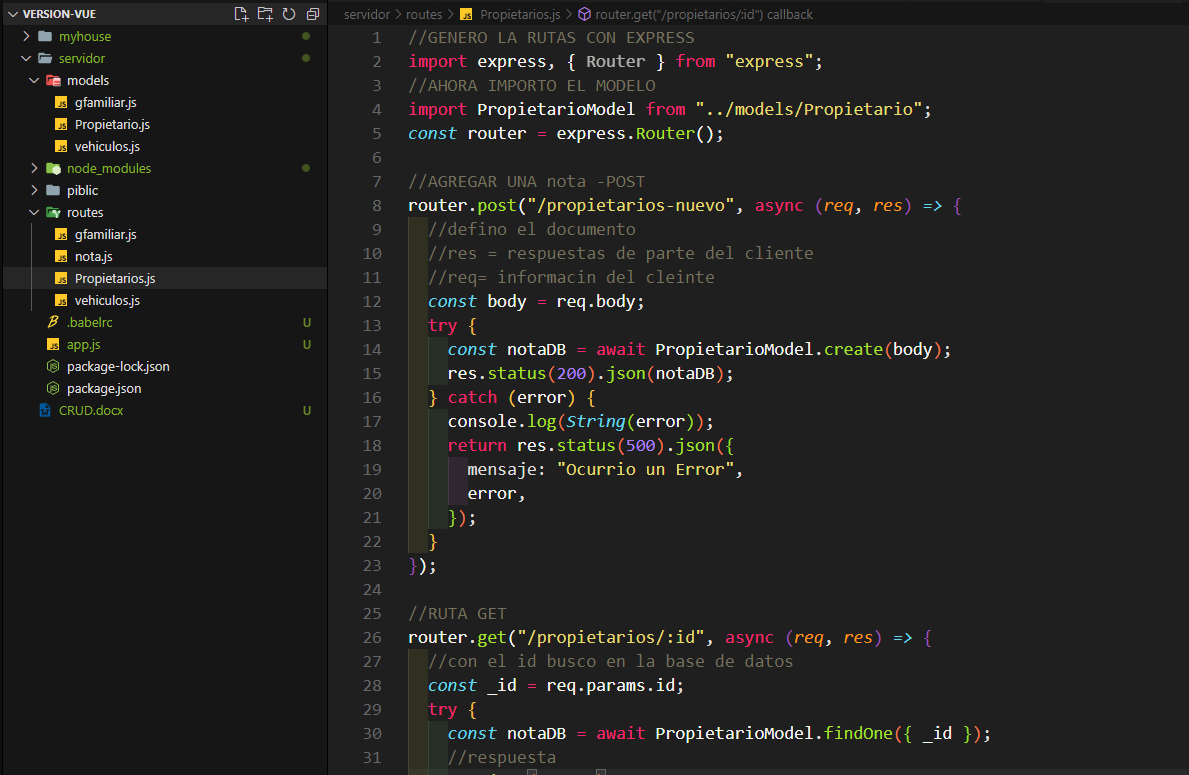 VERSION-VUE
myhouse
servidor
models
gfamiliar.js
Propietario.js
vehiculos.js
node_modules
piblic
routes
gfamiliar.js
nota.js
Propietarios.js
vehiculos.js
.babelrc U
app.js U
package-lock.json
package.json
CRUD.docx U
servidor > routes > JS Propietarios.js > router.get("/propietarios/:id") callback
1 //GENERO LA RUTAS CON EXPRESS
2 import express, { Router } from "express";
3 //AHORA IMPORTO EL MODELO
4 import PropietarioModel from "../models/Propietario";
5 const router = express.Router();
6
7 //AGREGAR UNA nota -POST
8 router.post("/propietarios-nuevo", async (req, res) => {
9 //defino el documento
10 //res = respuestas de parte del cliente
11 //req= informacin del cleinte
12 const body = req.body;
13 try {
14 const notaDB = await PropietarioModel.create(body);
15 res.status(200).json(notaDB);
16 } catch (error) {
17 console.log(String(error));
18 return res.status(500).json({
19 mensaje: "Ocurrio un Error",
20 error,
21 });
22 }
23 });
24
25 //RUTA GET
26 router.get("/propietarios/:id", async (req, res) => {
27 //con el id busco en la base de datos
28 const _id = req.params.id;
29 try {
30 const notaDB = await PropietarioModel.findOne({ _id });
31 //respuesta